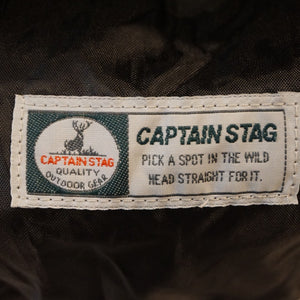 CAPTAIN STAG
QUALITY
OUTDOOR GEAR
CAPTAIN STAG
PICK A SPOT IN THE WILD
HEAD STRAIGHT FOR IT.